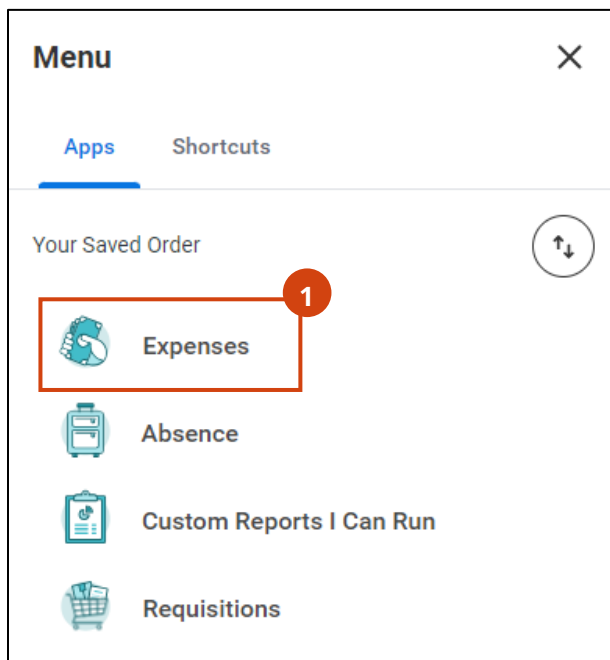 Menu
Apps Shortcuts
Your Saved Order
1
Expenses
Absence
Custom Reports I Can Run
Requisitions